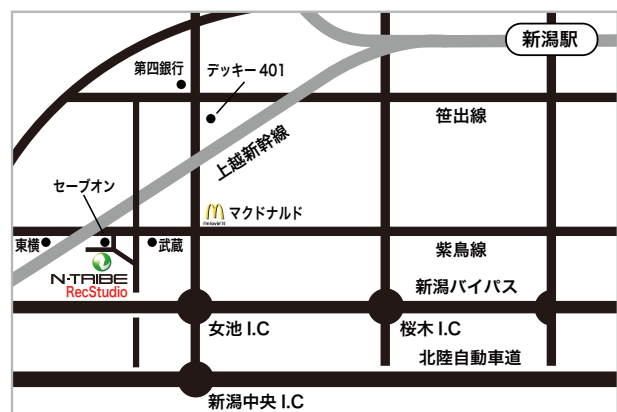 新潟駅
第四銀行
デッキー401
笹出線
上越新幹線
セーブオン
i'm lovin' it
マクドナルド
東横
武蔵
紫鳥線
N-TRIBE
RecStudio
新潟バイパス
女池 I.C
桜木 I.C
北陸自動車道
新潟中央 I.C